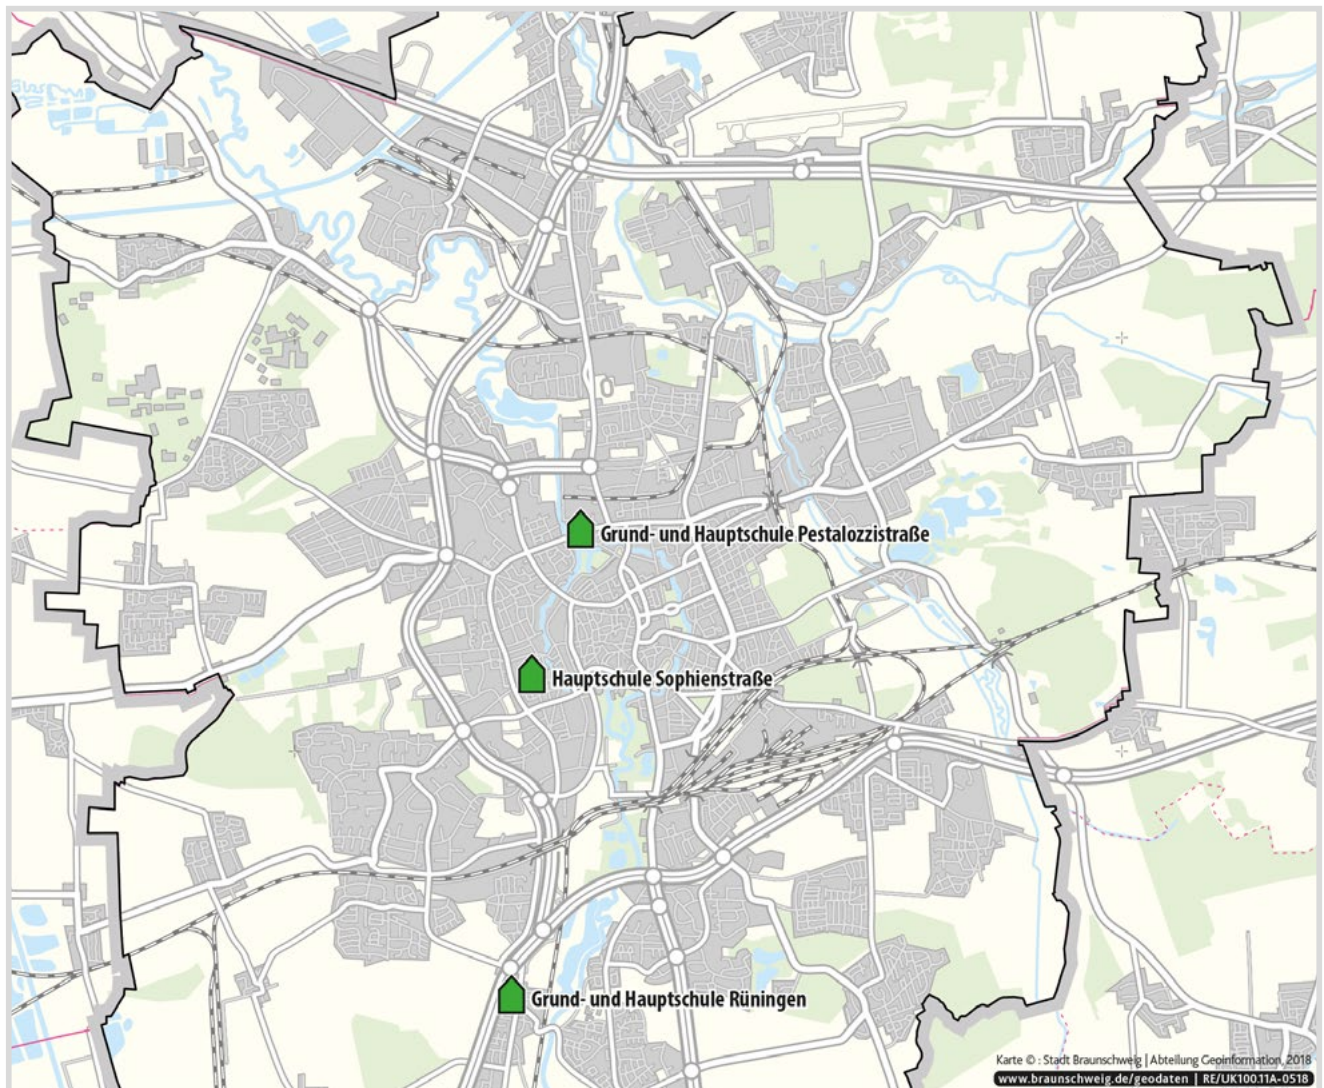 Grund- und Hauptschule Pestalozzistraße
Hauptschule Sophienstraße
Grund- und Hauptschule Rüningen
Karte © : Stadt Braunschweig | Abteilung Geoinformation, 2018
www.braunschweig.de/geodaten | RE/UK100.11A-0518